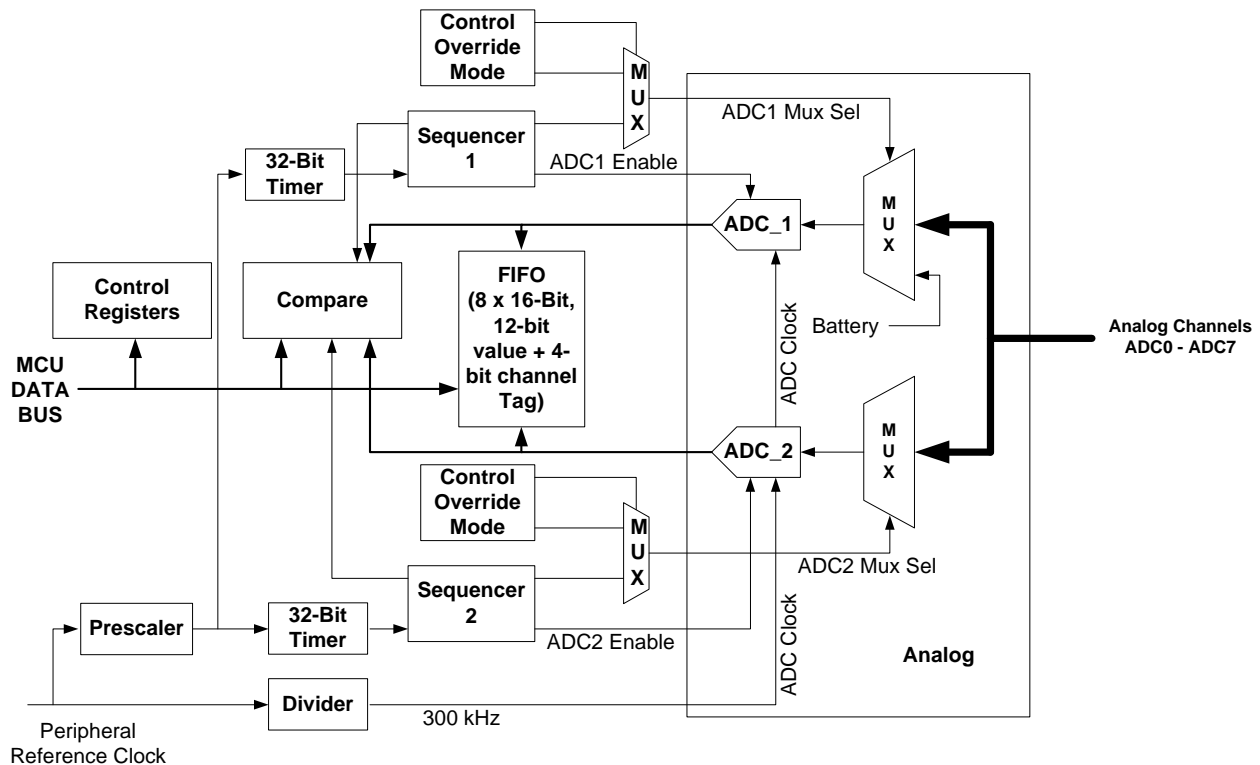 Control
Override
Mode
M
U
X
ADC1 Mux Sel
Sequencer
1
ADC1 Enable
32-Bit
Timer
M
U
X
ADC_1
Control
Registers
Compare
FIFO
(8 x 16-Bit,
12-bit
value + 4-
bit channel
Tag)
Battery
ADC Clock
Analog Channels
ADC0 - ADC7
MCU
DATA
BUS
ADC_2
M
U
X
Control
Override
Mode
M
U
X
ADC2 Mux Sel
Sequencer
2
ADC2 Enable
Prescaler
32-Bit
Timer
ADC Clock
Analog
Divider
300 kHz
Peripheral
Reference Clock